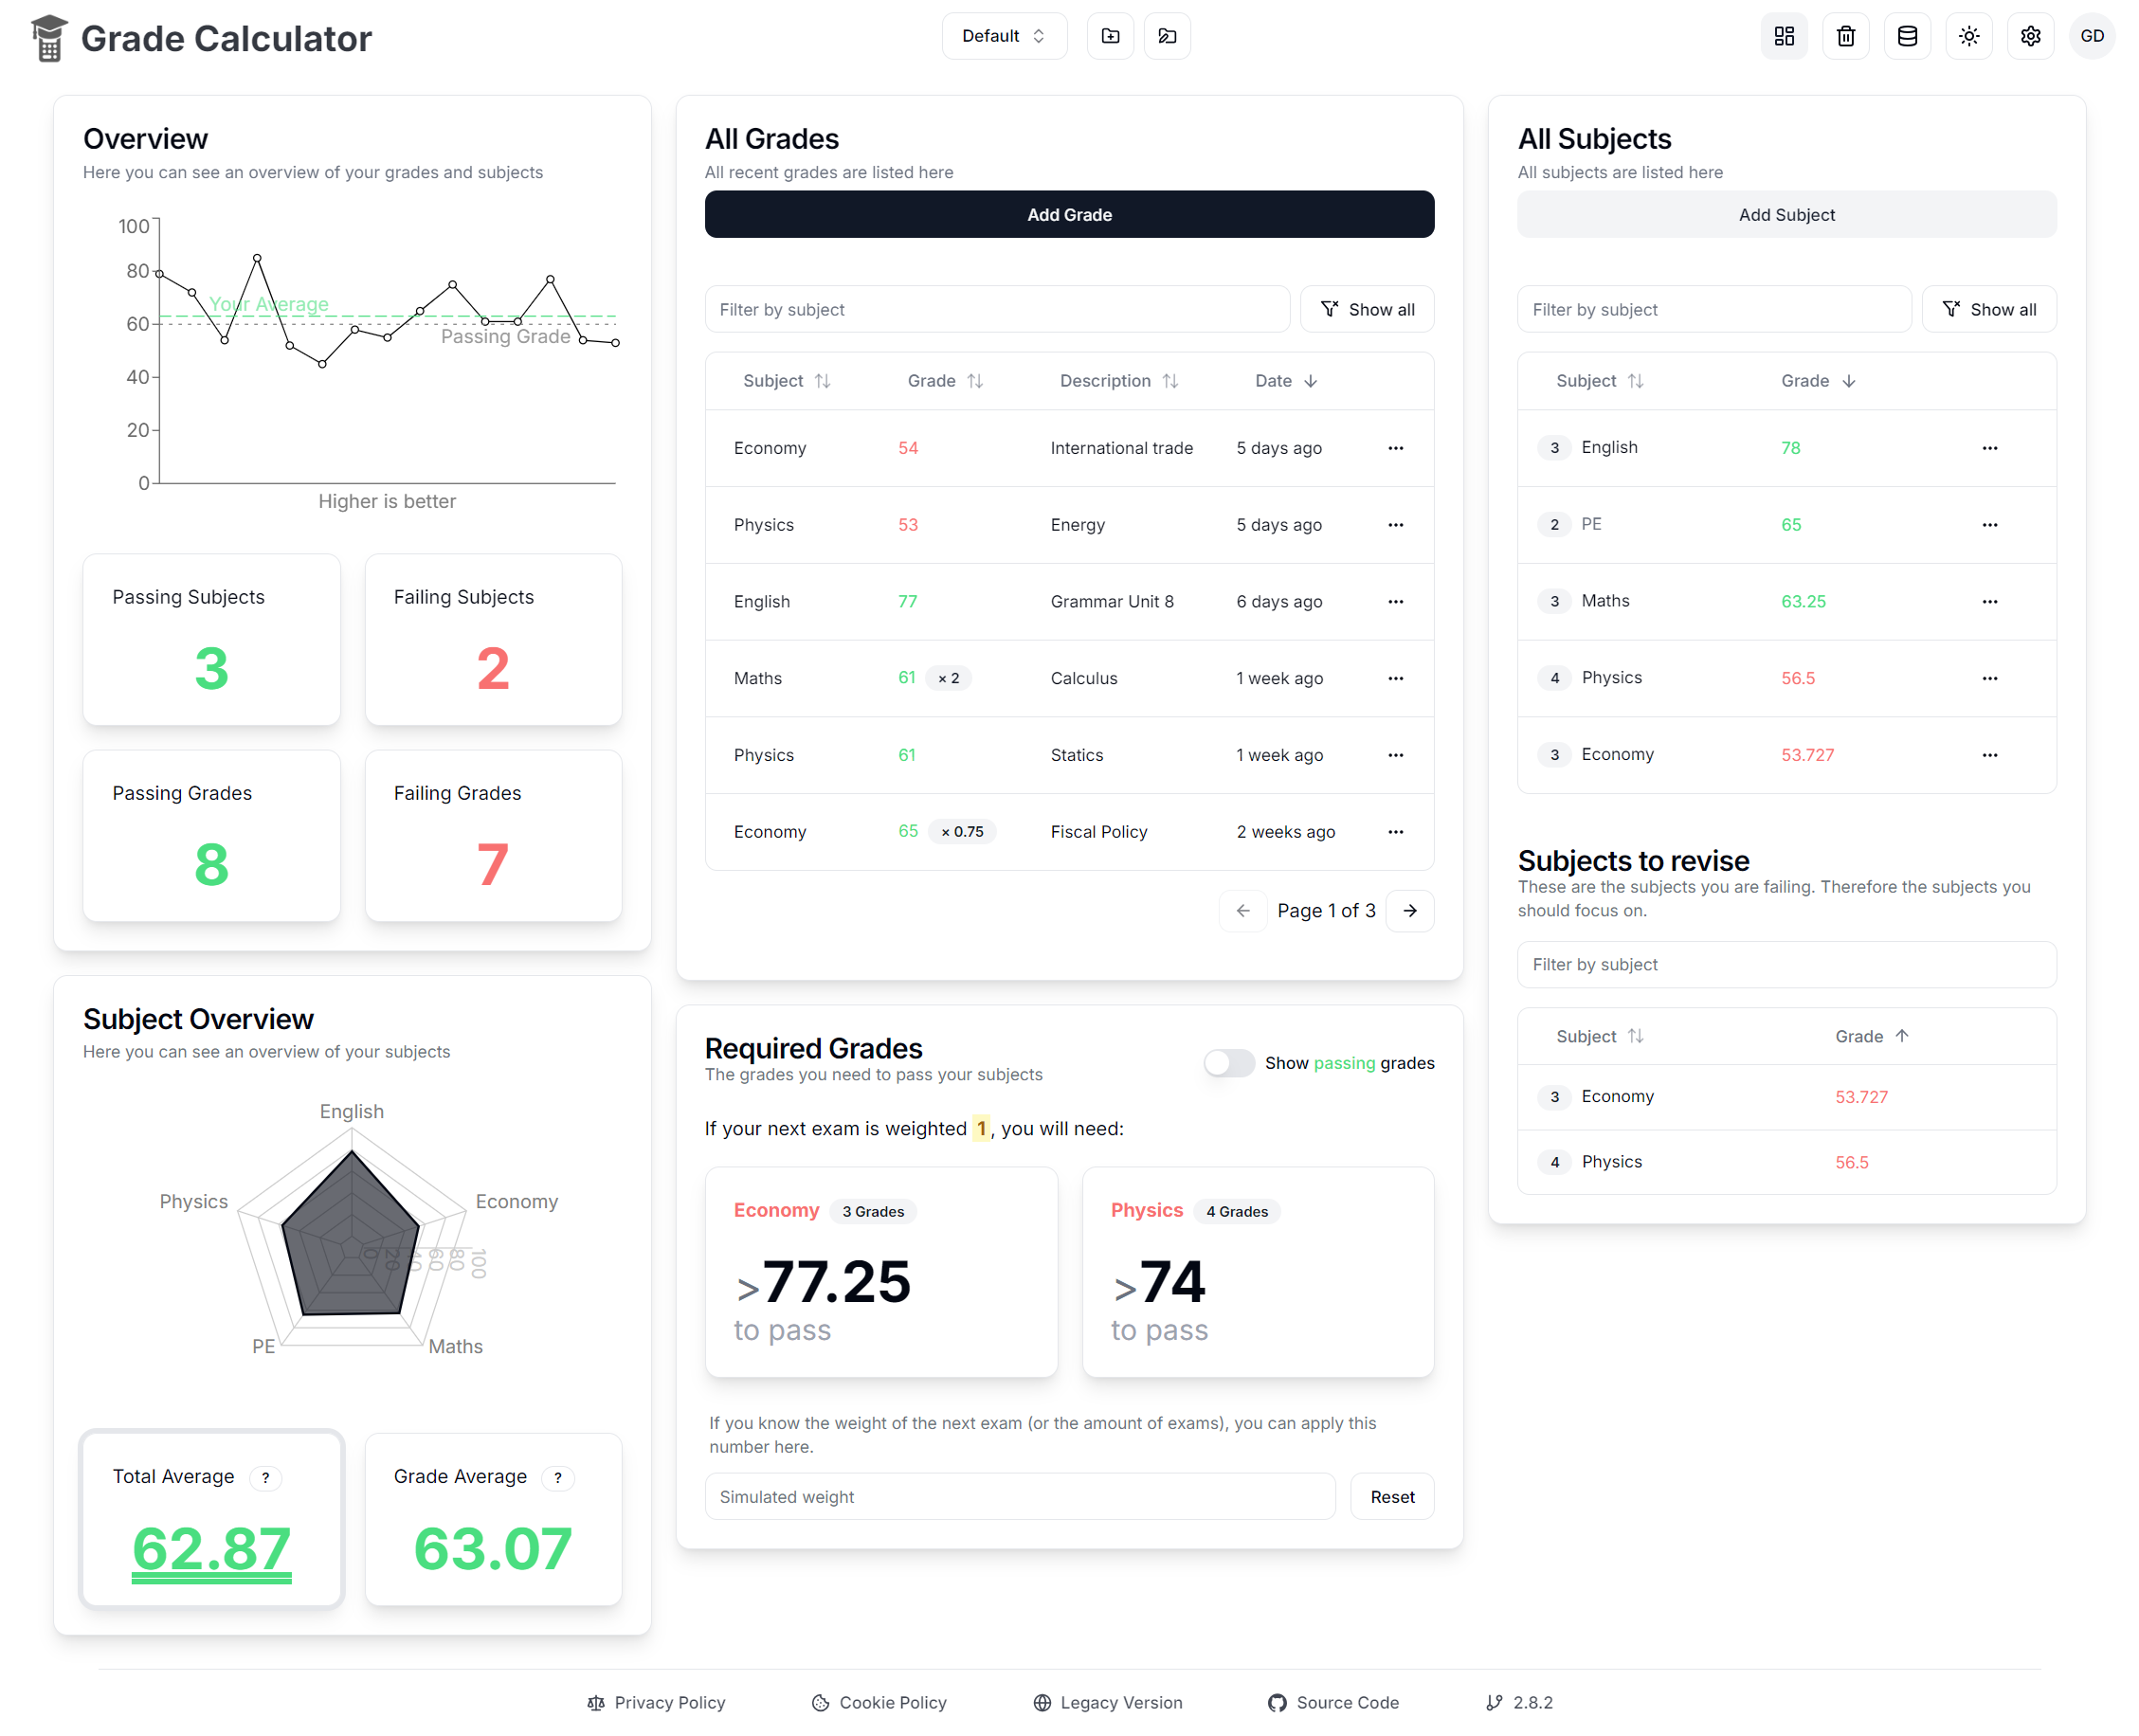 Grade Calculator
Default
GD
Overview
Here you can see an overview of your grades and subjects
100
80
60
40
20
0
Your Average
Passing Grade
Higher is better
Passing Subjects
3
Failing Subjects
2
Passing Grades
8
Failing Grades
7
Subject Overview
Here you can see an overview of your subjects
English
Economy
Maths
PE
Physics
0 20 40 60 80 100
Total Average ?
62.87
Grade Average ?
63.07
All Grades
All recent grades are listed here
Add Grade
Filter by subject
Show all
Subject Grade Description Date
Economy 54 International trade 5 days ago
Physics 53 Energy 5 days ago
English 77 Grammar Unit 8 6 days ago
Maths 61 × 2 Calculus 1 week ago
Physics 61 Statics 1 week ago
Economy 65 × 0.75 Fiscal Policy 2 weeks ago
Page 1 of 3
Required Grades
The grades you need to pass your subjects
Show passing grades
If your next exam is weighted 1, you will need:
Economy 3 Grades
>77.25
to pass
Physics 4 Grades
>74
to pass
If you know the weight of the next exam (or the amount of exams), you can apply this
number here.
Simulated weight
Reset
All Subjects
All subjects are listed here
Add Subject
Filter by subject
Show all
Subject Grade
3 English 78
2 PE 65
3 Maths 63.25
4 Physics 56.5
3 Economy 53.727
Subjects to revise
These are the subjects you are failing. Therefore the subjects you
should focus on.
Filter by subject
Subject Grade
3 Economy 53.727
4 Physics 56.5
Privacy Policy
Cookie Policy
Legacy Version
Source Code
2.8.2